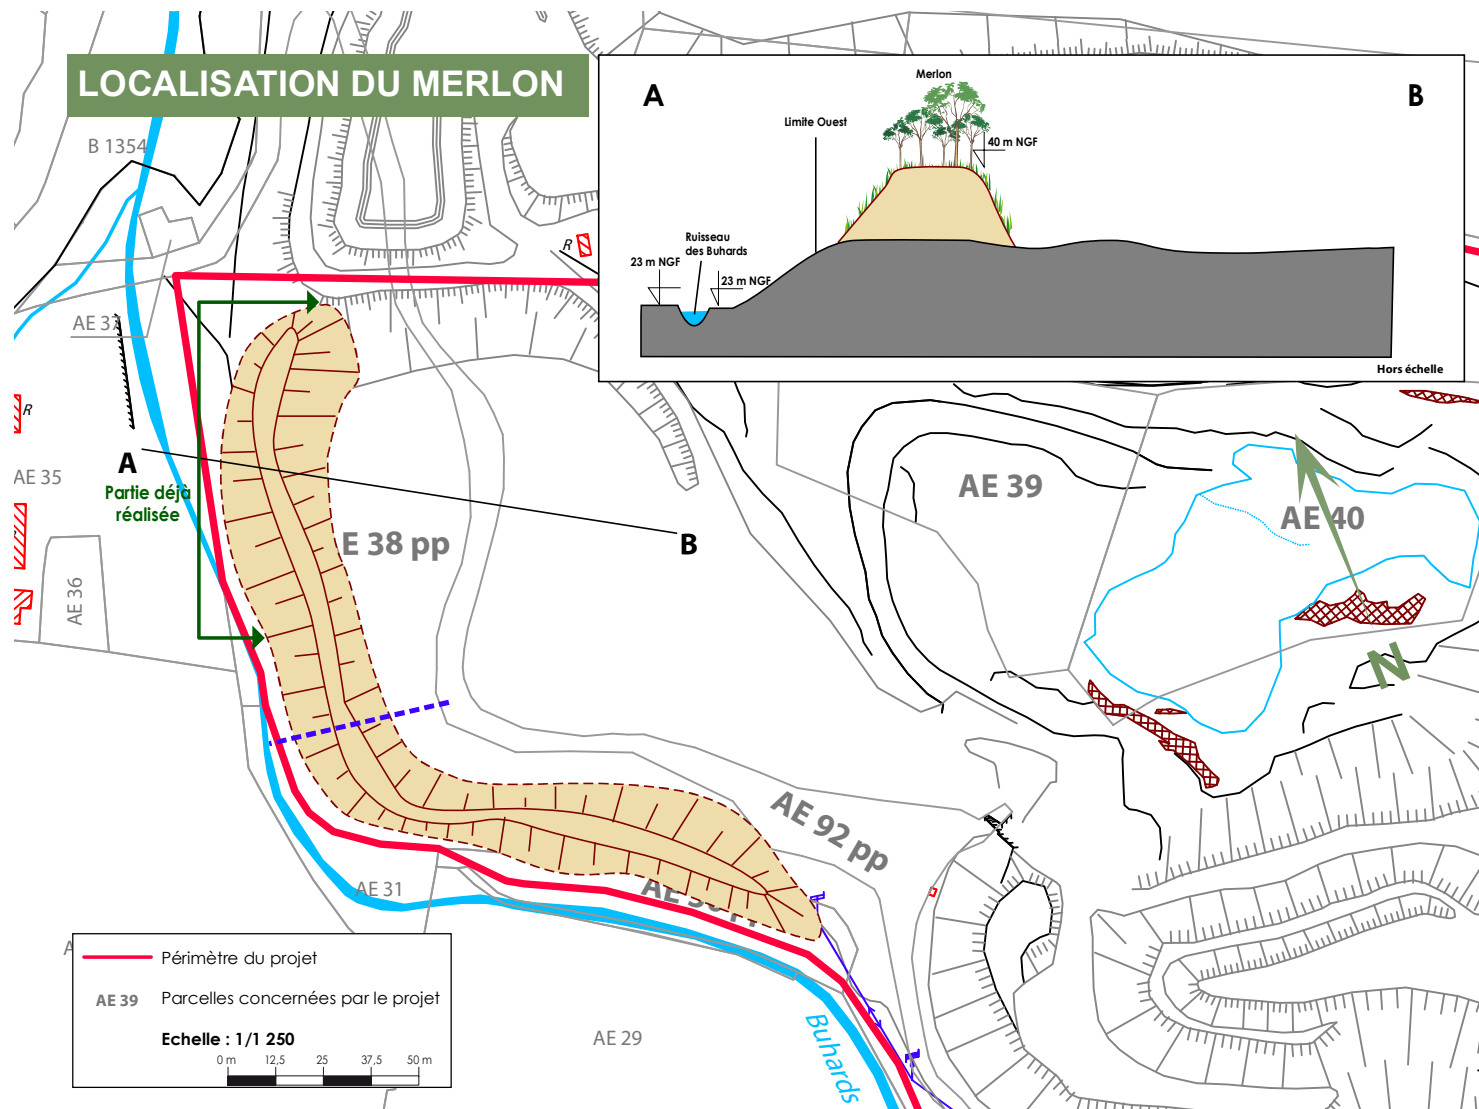 LOCALISATION DU MERLON
A
B
Merlon
Limite Ouest
40 m NGF
Ruisseau
des Buhards
23 m NGF
23 m NGF
Hors échelle
B 1354
R
AE 37
R
AE 35
A
Partie déjà
réalisée
E 38 pp
B
AE 39
AE 40
AE 36
N
AE 92 pp
AE 31
AE 29
Buhards
Périmètre du projet
AE 39 Parcelles concernées par le projet
Echelle : 1/1 250
0 m 12,5 25 37,5 50 m